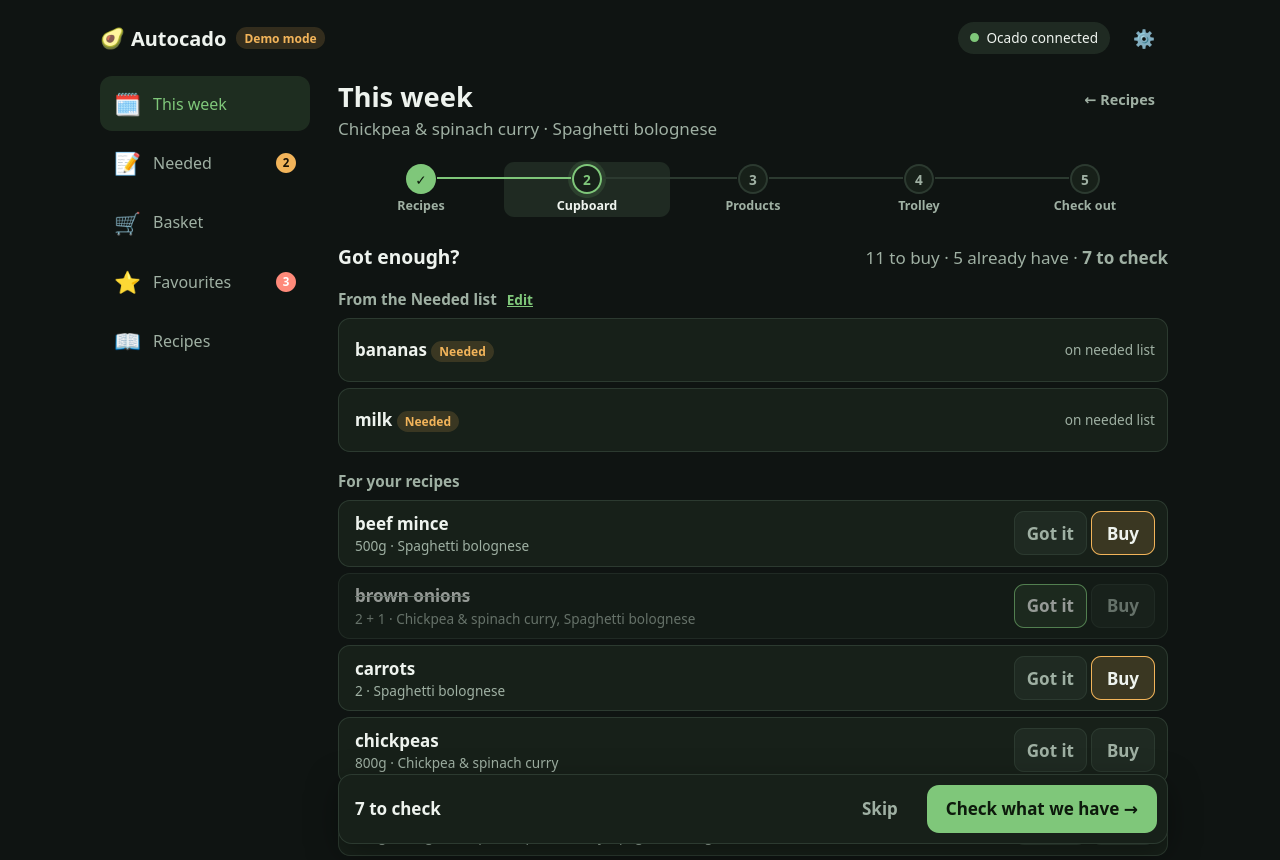 Autocado
Demo mode
Ocado connected
This week
Needed
2
Basket
Favourites
3
Recipes
This week
← Recipes
Chickpea & spinach curry · Spaghetti bolognese
✓
2
3
4
5
Recipes
Cupboard
Products
Trolley
Check out
Got enough?
11 to buy · 5 already have · 7 to check
From the Needed list Edit
bananas Needed
on needed list
milk Needed
on needed list
For your recipes
beef mince
500g · Spaghetti bolognese
Got it
Buy
brown onions
2 + 1 · Chickpea & spinach curry, Spaghetti bolognese
Got it
Buy
carrots
2 · Spaghetti bolognese
Got it
Buy
chickpeas
800g · Chickpea & spinach curry
Got it
Buy
7 to check
Skip
Check what we have →